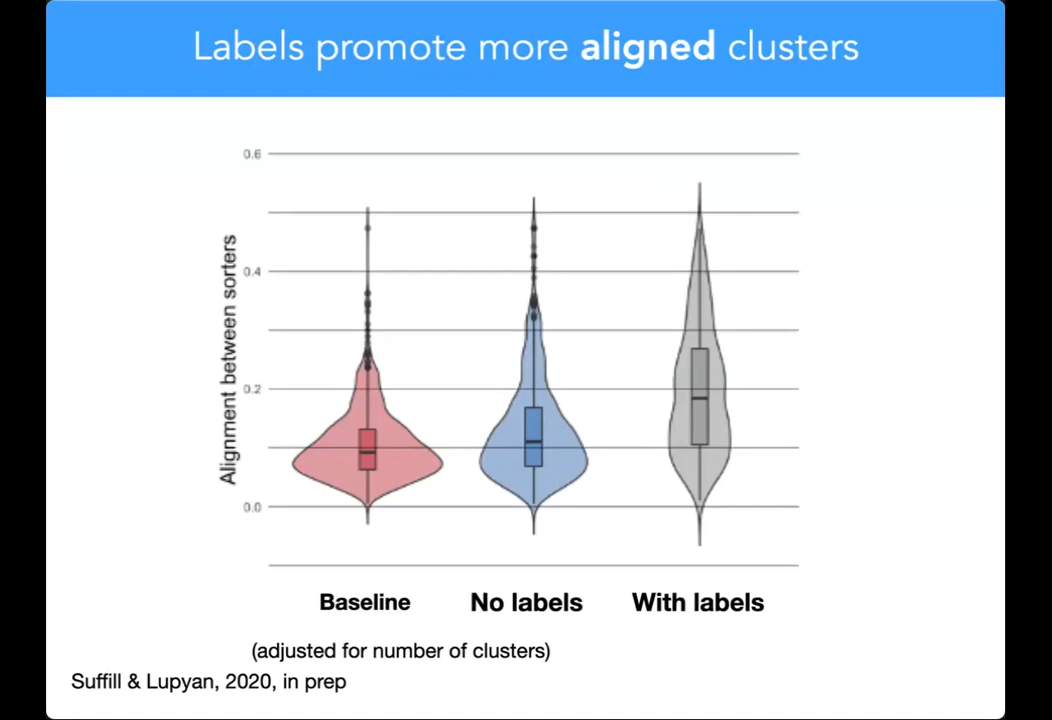 Labels promote more aligned clusters
0.6
0.4
0.2
0.0
Alignment between sorters
Baseline No labels With labels
(adjusted for number of clusters)
Suffill & Lupyan, 2020, in prep